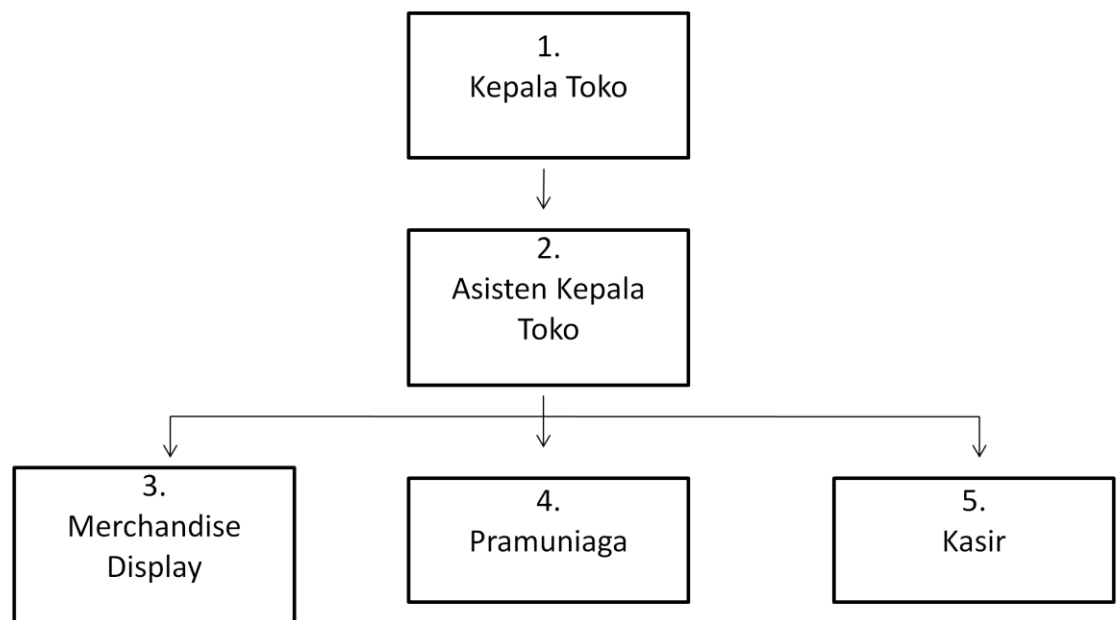 1.
Kepala Toko
2.
Asisten Kepala
Toko
3.
Merchandise
Display
4.
Pramuniaga
5.
Kasir